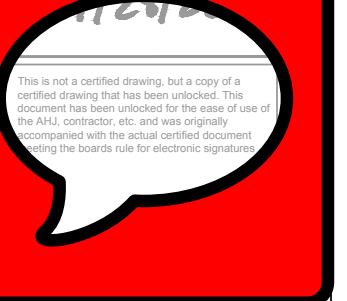 This is not a certified drawing, but a copy of a
certified drawing that has been unlocked. This
document has been unlocked for the ease of use of
the AHJ, contractor, etc. and was originally
accompanied with the actual certified document
meeting the boards rule for electronic signatures